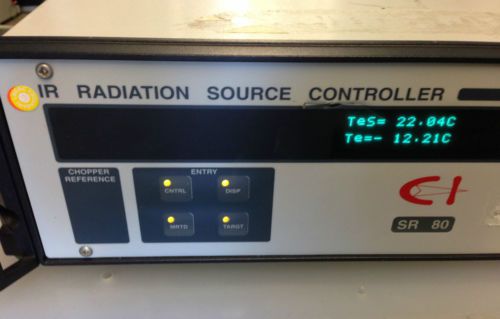 IR RADIATION SOURCE CONTROLLER
TeS= 22.04C
Te=- 12.21C
CHOPPER
REFERENCE
ENTRY
CNTRL
DISP
MRTD
TARGT
CI
SR 80